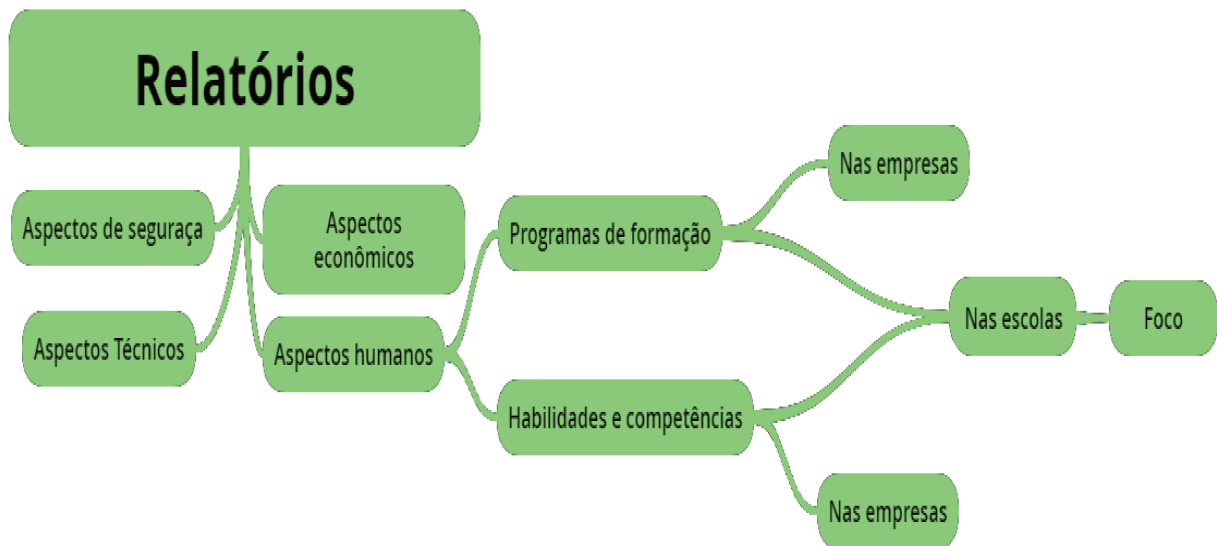 Relatórios
Aspectos de seguraça
Aspectos
econômicos
Aspectos Técnicos
Aspectos humanos
Programas de formação
Habilidades e competências
Nas empresas
Nas escolas
Foco
Nas empresas